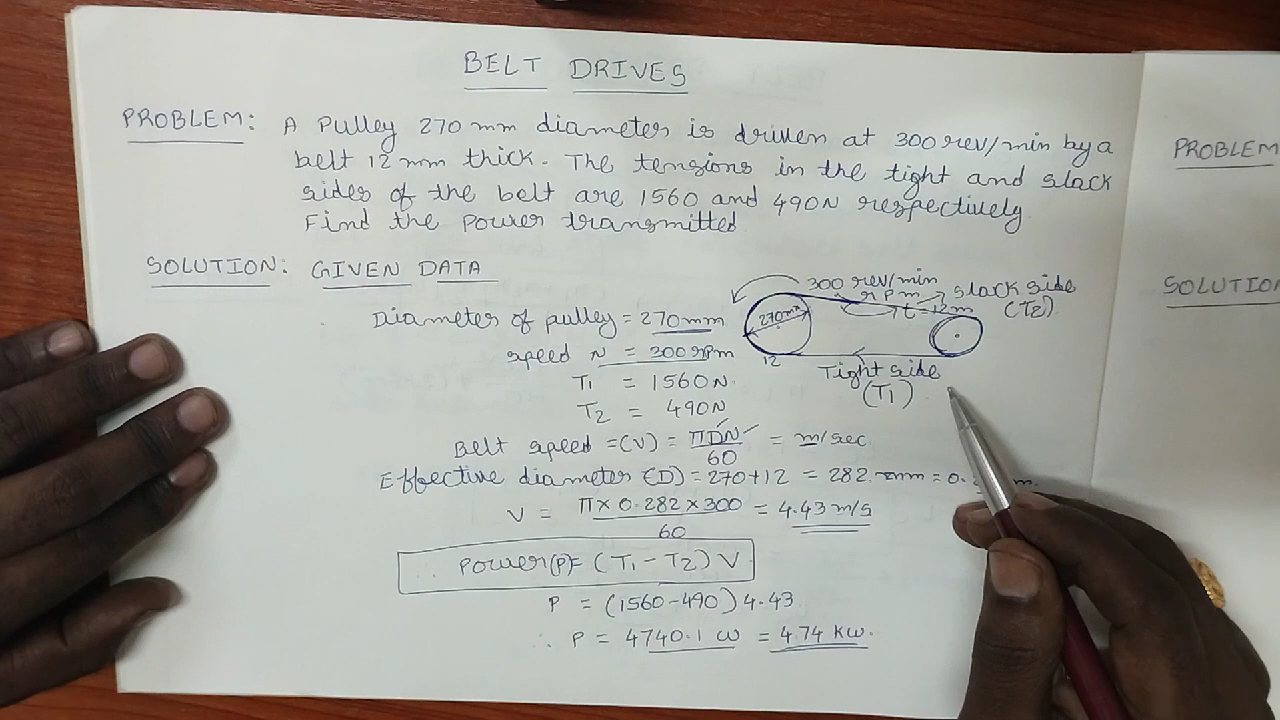 BELT DRIVES
PROBLEM: A Pulley 270 mm diameter is driven at 300 rev/min by a
belt 12 mm thick. The tensions in the tight and slack
sides of the belt are 1560 and 490N respectively.
Find the power transmitted.
SOLUTION: GIVEN DATA
Diameter of pulley = 270mm
speed N = 300 rpm
T1 = 1560N.
T2 = 490N
300 rev/min
rpm
slack side
(T2).
t=12m
270mm
12
Tight side
(T1)
Belt speed =(V) = πDN/60 = m/sec.
Effective diameter (D) = 270+12 = 282 mm = 0. m.
V = π× 0.282 × 300/60 = 4.43 m/s
Power(P)= (T1 - T2) V
P = (1560-490) 4.43.
∴ P = 4740.1 W = 4.74 KW.
PROBLEM
SOLUTION